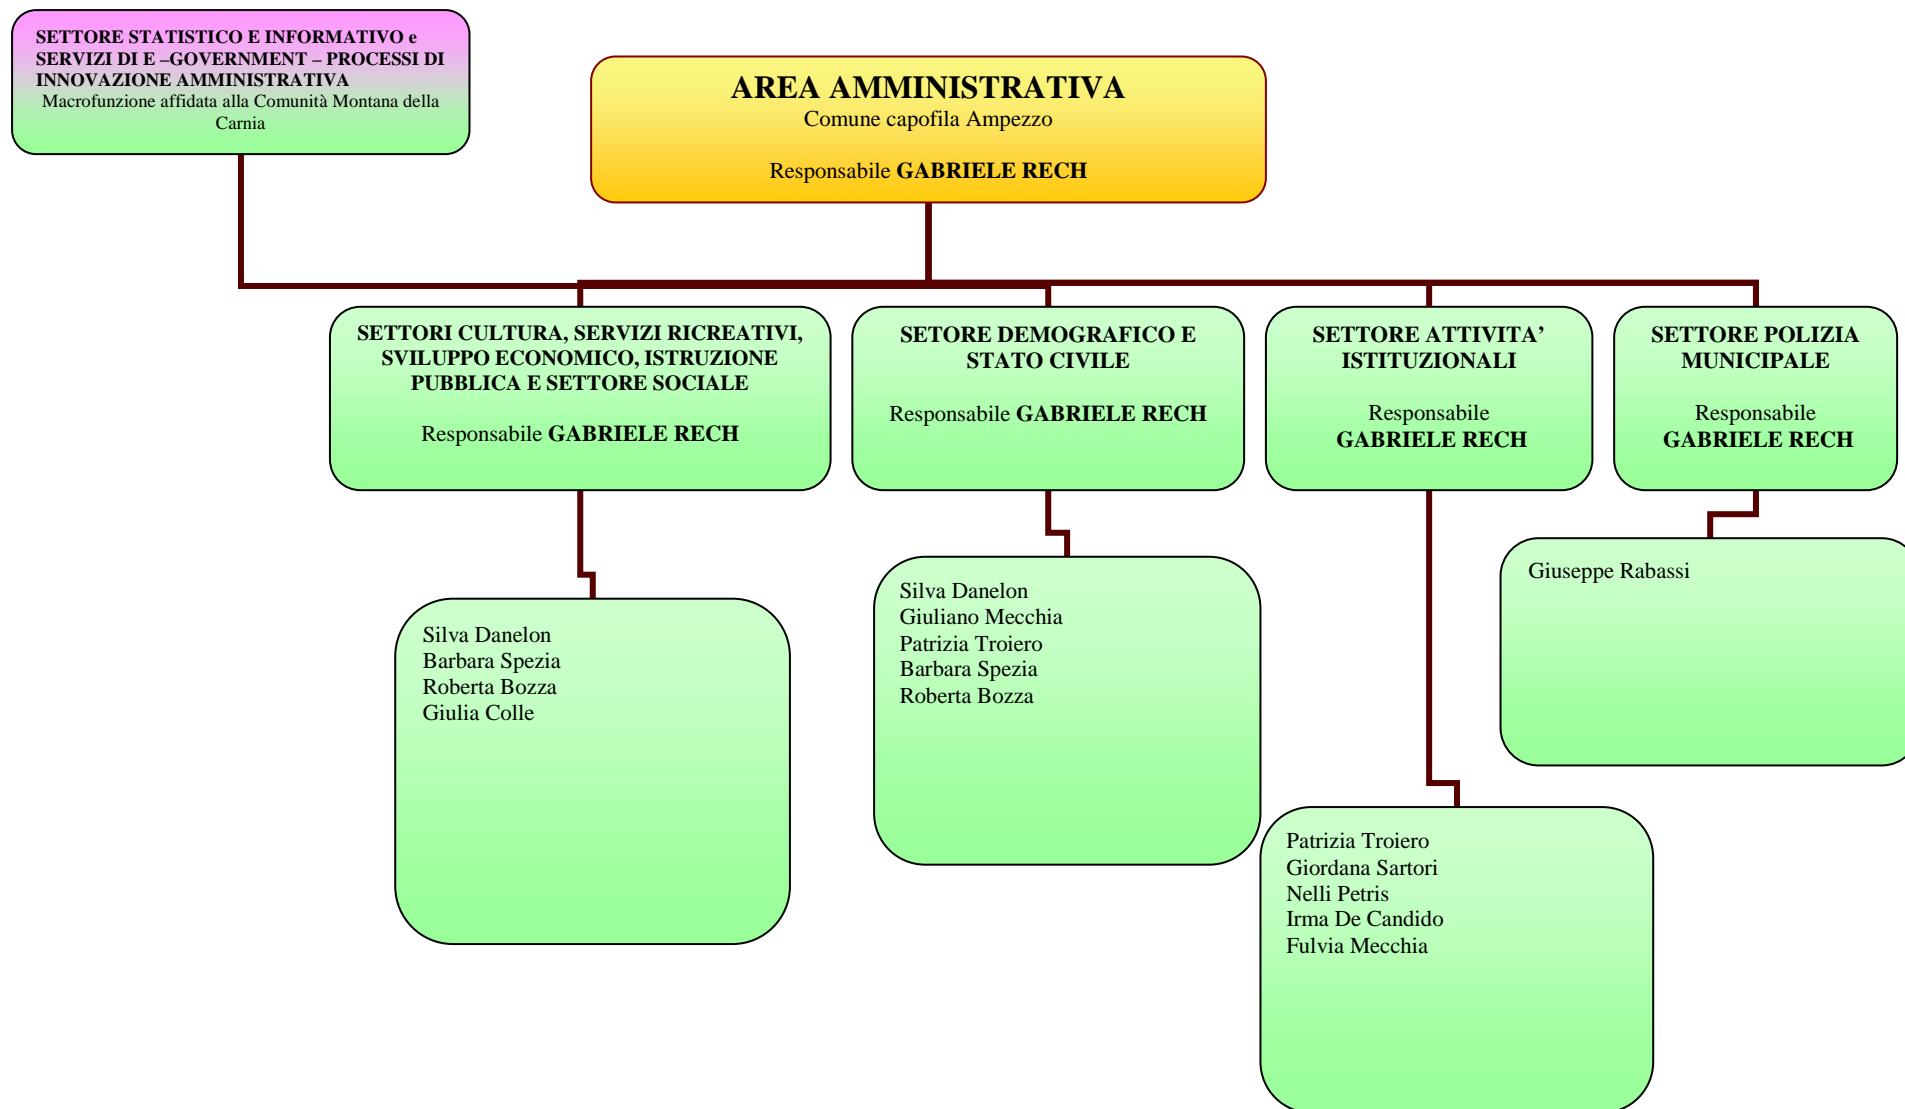 SETTORE STATISTICO E INFORMATIVO e
SERVIZI DI E –GOVERNMENT – PROCESSI DI
INNOVAZIONE AMMINISTRATIVA
Macrofunzione affidata alla Comunità Montana della
Carnia
AREA AMMINISTRATIVA
Comune capofila Ampezzo
Responsabile GABRIELE RECH
SETTORI CULTURA, SERVIZI RICREATIVI,
SVILUPPO ECONOMICO, ISTRUZIONE
PUBBLICA E SETTORE SOCIALE
Responsabile GABRIELE RECH
SETORE DEMOGRAFICO E
STATO CIVILE
Responsabile GABRIELE RECH
SETTORE ATTIVITA’
ISTITUZIONALI
Responsabile
GABRIELE RECH
SETTORE POLIZIA
MUNICIPALE
Responsabile
GABRIELE RECH
Silva Danelon
Barbara Spezia
Roberta Bozza
Giulia Colle
Silva Danelon
Giuliano Mecchia
Patrizia Troiero
Barbara Spezia
Roberta Bozza
Patrizia Troiero
Giordana Sartori
Nelli Petris
Irma De Candido
Fulvia Mecchia
Giuseppe Rabassi